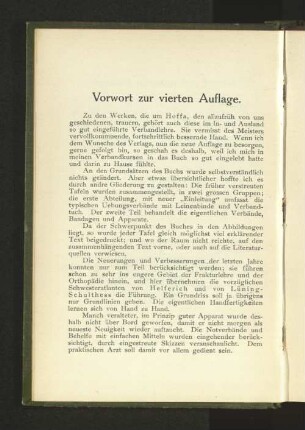 Vorwort zur vierten Auflage.
Zu den Werken, die um Hoffa, den allzufrüh von uns
geschiedenen, trauern, gehört auch diese im In- und Ausland
so gut eingeführte Verbandlehre. Sie vermisst des Meisters
vervollkommnende, fortschrittlich bessernde Hand. Wenn ich
dem Wunsche des Verlags, nun die neue Auflage zu besorgen,
gerne gefolgt bin, so geschah es deshalb, weil ich mich in
meinen Verbandkursen in das Buch so gut eingelebt hatte und
darin zu Hause fühlte.
An den Grundsätzen des Buchs wurde selbstverständlich
nichts geändert. Aber etwas übersichtlicher hoffte ich es
durch andre Gliederung zu gestalten: Die früher verstreuten
Tafeln wurden zusammengestellt, in zwei grossen Gruppen;
die erste Abteilung, mit neuer "Einleitung" umfasst die
typischen Uebungsverbände mit Leinenbinde und Verband-
tuch. Der zweite Teil behandelt die eigentlichen Verbände,
Bandagen und Apparate.
Da der Schwerpunkt des Buches in den Abbildungen
liegt, so wurde jeder Tafel gleich möglichst viel erklärender
Text beigedruckt; und wo der Raum nicht reichte, auf den
zusammenhängenden Text vorne, oder auch auf die Literatur-
quellen verwiesen.
Die Neuerungen und Verbesserungen der letzten Jahre
konnten nur zum Teil berücksichtigt werden; sie führen
schon zu sehr ins engere Gebiet der Frakturlehre und der
Orthopädie hinein, und hier übernehmen die vorzüglichen
Schwesteratlanten von Helferich und von Lüning-
Schulthess die Führung. Ein Grundriss soll ja übrigens
nur Grundlinien geben. Die eigentlichen Handfertigkeiten
lernen sich von Hand zu Hand.
Manch veralteter, im Prinzip guter Apparat wurde des-
halb nicht über Bord geworfen, damit er nicht morgen als
neueste Neuigkeit wieder auftaucht. Die Notverbände und
Behelfe mit einfachen Mitteln wurden eingehender berück-
sichtigt, durch eingestreute Skizzen veranschaulicht. Dem
praktischen Arzt soll damit vor allem gedient sein.